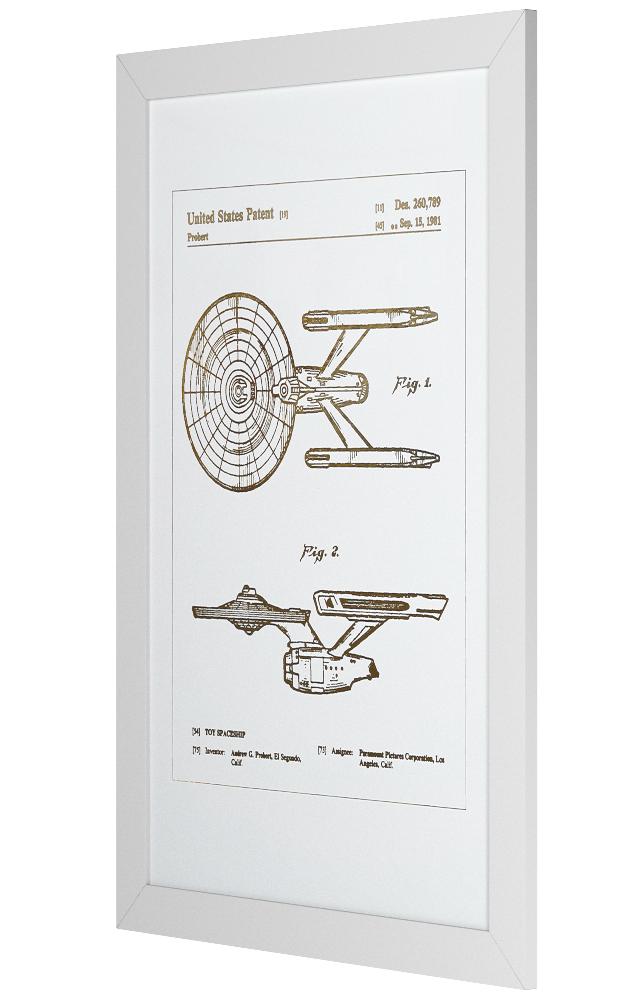 United States Patent [19]
[11] Des. 260,789
Probert
[45] ** Sep. 15, 1981
Fig. 1.
Fig. 2.
[54] TOY SPACESHIP
[75] Inventor: Andrew G. Probert, El Segundo,
Calif.
[73] Assignee: Paramount Pictures Corporation, Los
Angeles, Calif.